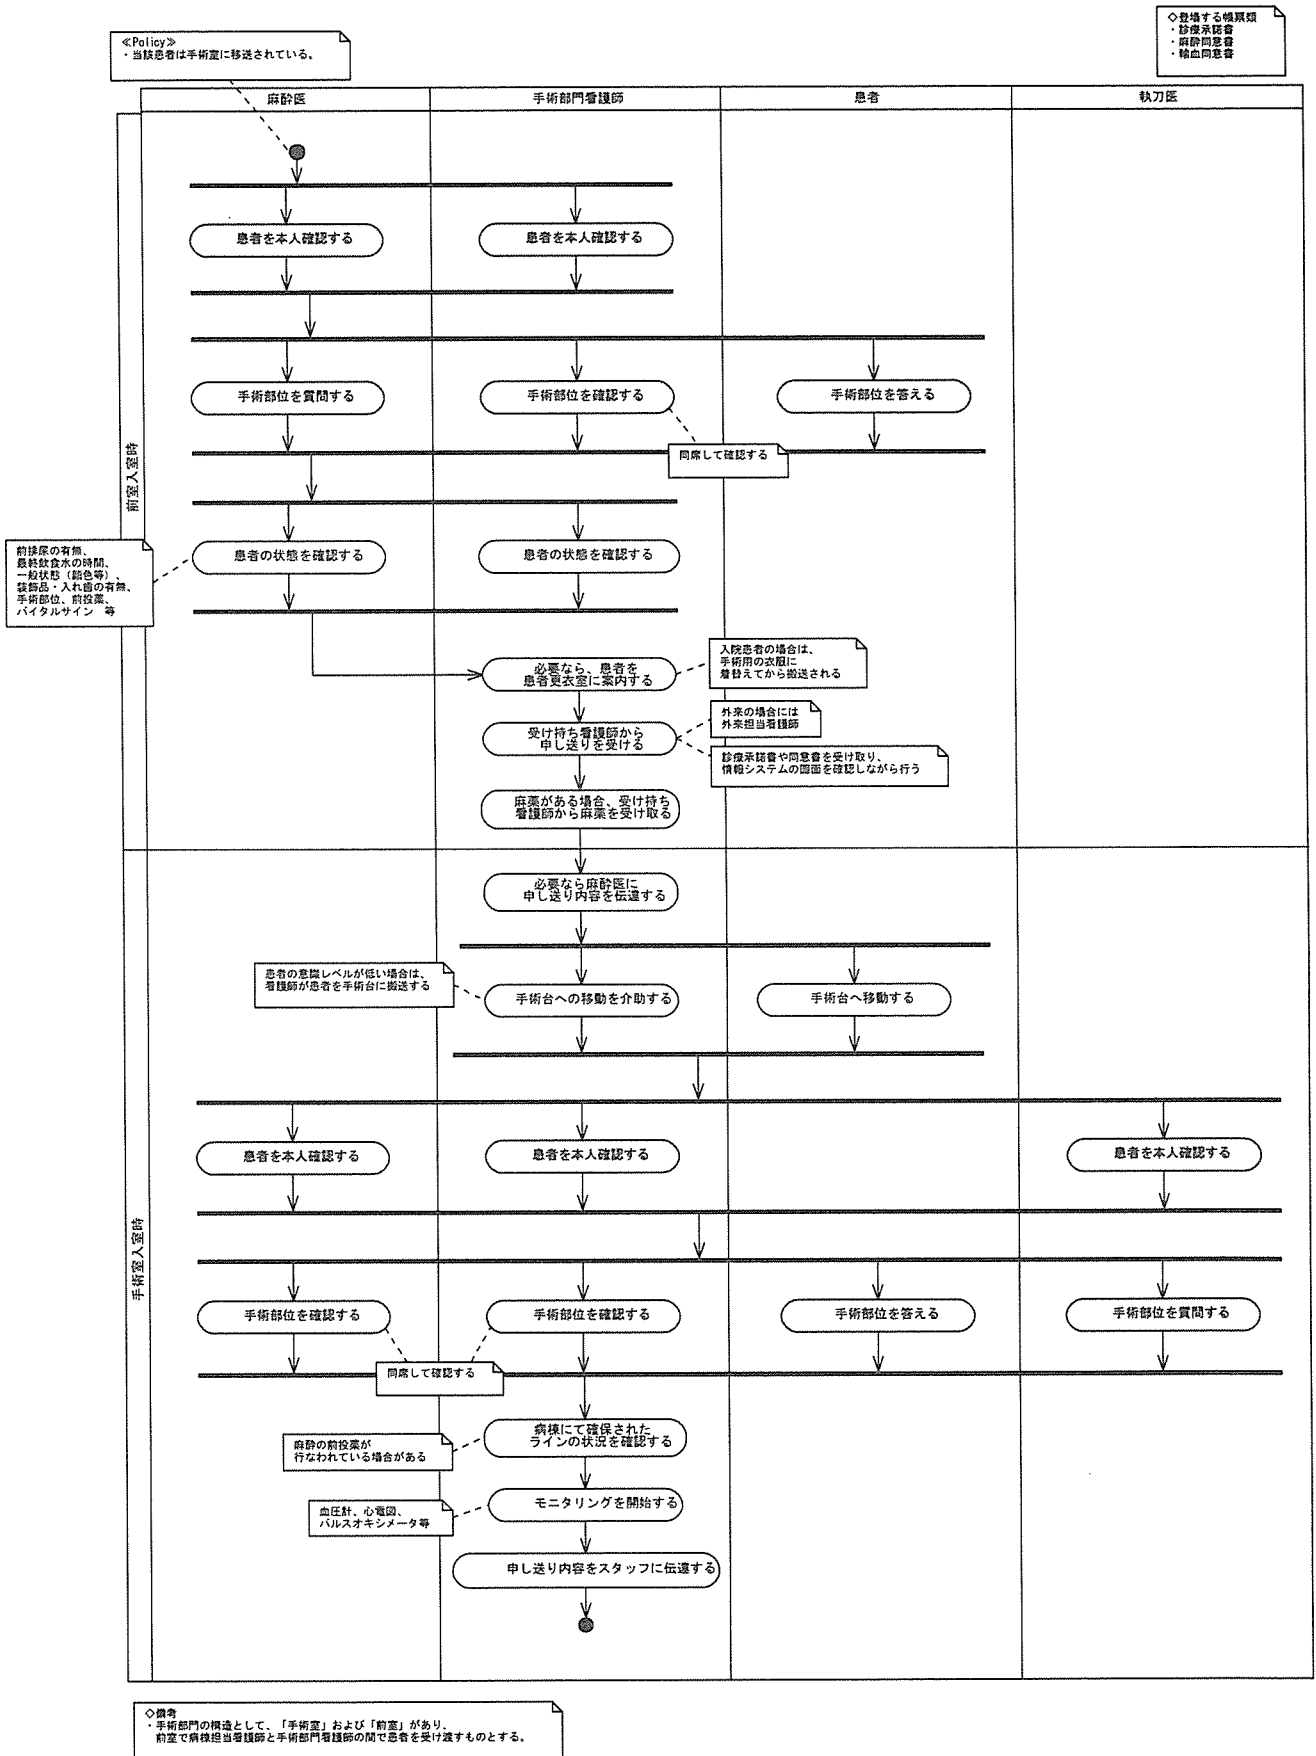 ≪Policy≫
・当該患者は手術室に移送されている。
◇登場する帳票類
・診療承諾書
・麻酔同意書
・輸血同意書
麻酔医
手術部門看護師
患者
執刀医
前室入室時
患者を本人確認する
患者を本人確認する
手術部位を質問する
手術部位を確認する
手術部位を答える
同席して確認する
患者の状態を確認する
患者の状態を確認する
前排尿の有無、
最終飲食水の時間、
一般状態（顔色等）、
装飾品・入れ歯の有無、
手術部位、前投薬、
バイタルサイン 等
必要なら、患者を
患者更衣室に案内する
入院患者の場合は、
手術用の衣服に
着替えてから搬送される
受け持ち看護師から
申し送りを受ける
外来の場合には
外来担当看護師
診療承諾書や同意書を受け取り、
情報システムの画面を確認しながら行う
麻薬がある場合、受け持ち
看護師から麻薬を受け取る
手術室入室時
必要なら麻酔医に
申し送り内容を伝達する
患者の意識レベルが低い場合は、
看護師が患者を手術台に搬送する
手術台への移動を介助する
手術台へ移動する
患者を本人確認する
患者を本人確認する
患者を本人確認する
手術部位を確認する
手術部位を確認する
手術部位を答える
手術部位を質問する
同席して確認する
病棟にて確保された
ラインの状況を確認する
麻酔の前投薬が
行なわれている場合がある
モニタリングを開始する
血圧計、心電図、
パルスオキシメータ等
申し送り内容をスタッフに伝達する
◇備考
・手術部門の構造として、「手術室」および「前室」があり、
前室で病棟担当看護師と手術部門看護師の間で患者を受け渡すものとする。